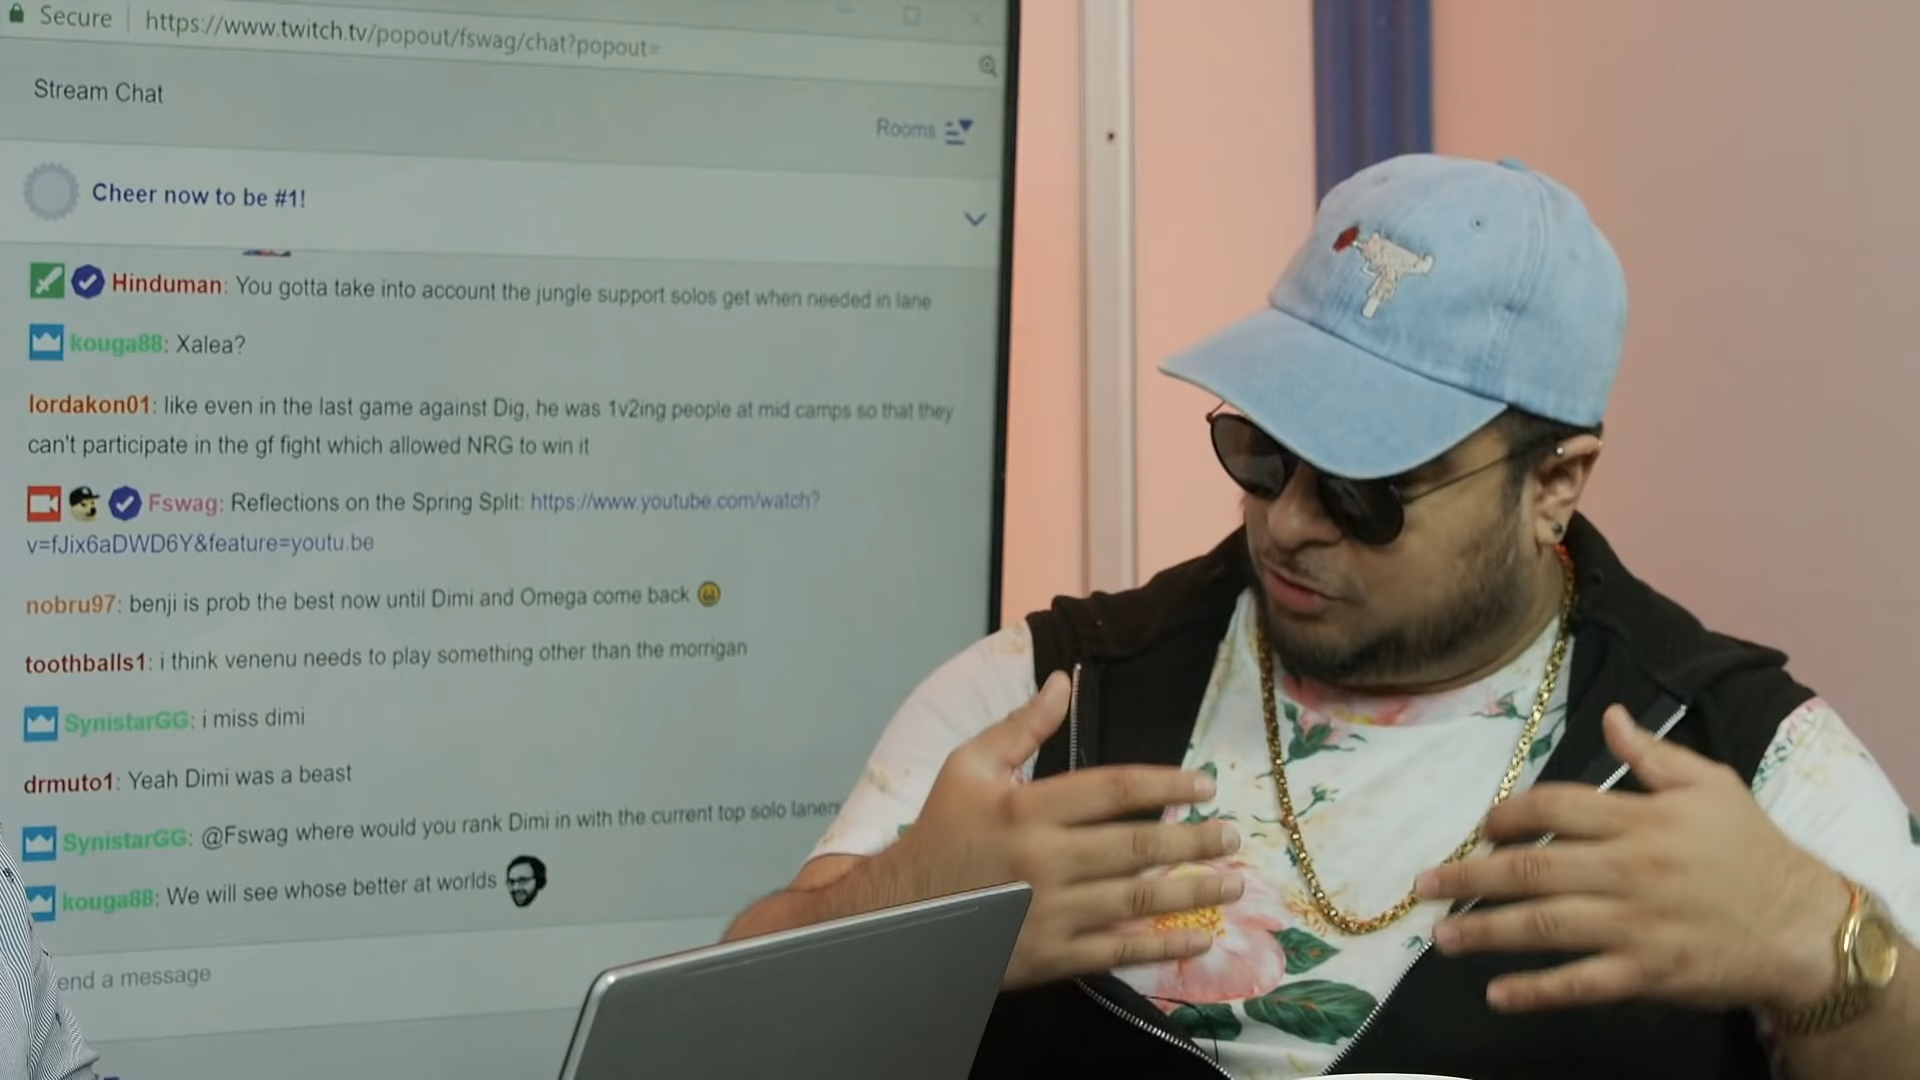 Secure https://www.twitch.tv/popout/fswag/chat?popout=
Stream Chat
Rooms
Cheer now to be #1!
Hinduman: You gotta take into account the jungle support solos get when needed in lane
kouga88: Xalea?
lordakon01: like even in the last game against Dig, he was 1v2ing people at mid camps so that they
can't participate in the gf fight which allowed NRG to win it
Fswag: Reflections on the Spring Split: https://www.youtube.com/watch?
v=fJix6aDWD6Y&feature=youtu.be
nobru97: benji is prob the best now until Dimi and Omega come back
toothballs1: i think venenu needs to play something other than the morrigan
SynistarGG: i miss dimi
drmuto1: Yeah Dimi was a beast
SynistarGG: @Fswag where would you rank Dimi in with the current top solo laners
kouga88: We will see whose better at worlds
end a message